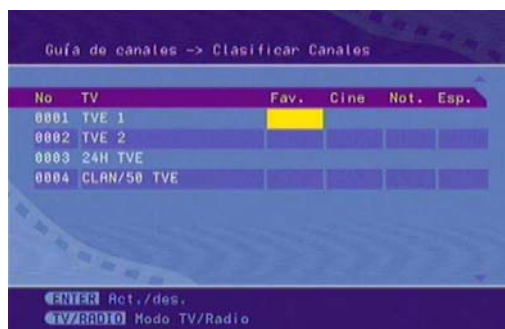 Guía de canales -> Clasificar Canales
No TV Fav. Cine Not. Esp.
0001 TVE 1
0002 TVE 2
0003 24H TVE
0004 CLAN/50 TVE
ENTER Act./des.
TV/RADIO Modo TV/Radio